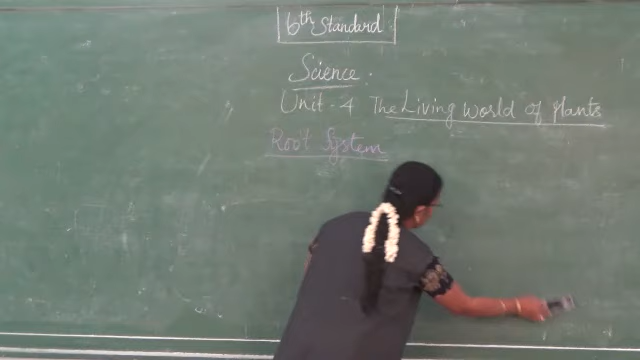 6th Standard
Science.
Unit - 4 The Living World of Plants
Root System